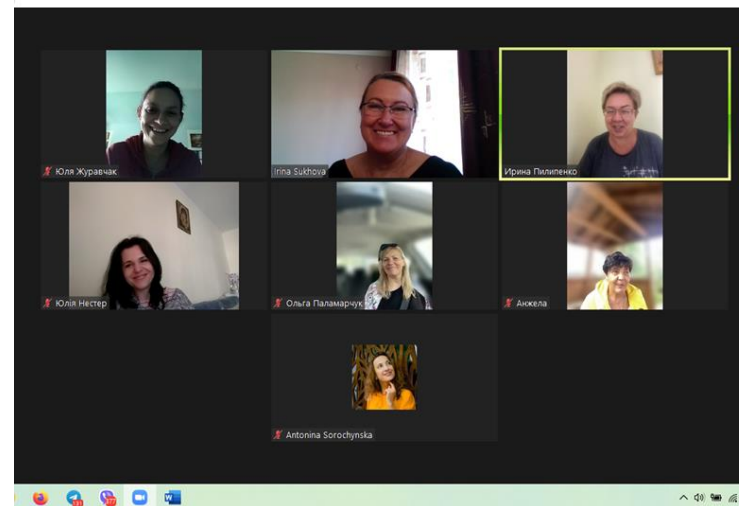 Юля Журавчак
Irina Sukhova
Ирина Пилипенко
Юлія Нестер
Ольга Паламарчук
Анжела
Antonina Sorochynska
W